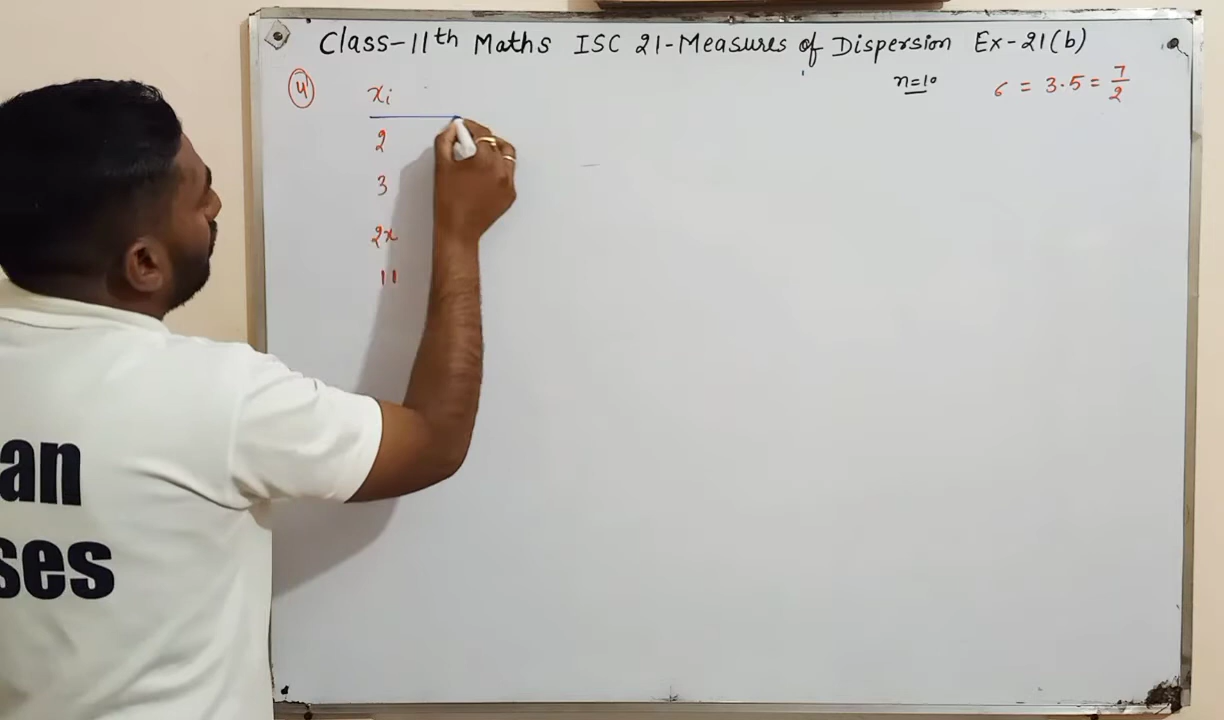 Class-11th Maths ISC 21-Measures of Dispersion Ex-21(b)
4 xi n=10 σ = 3.5 = 7/2
2
3
2x
11
an
ses